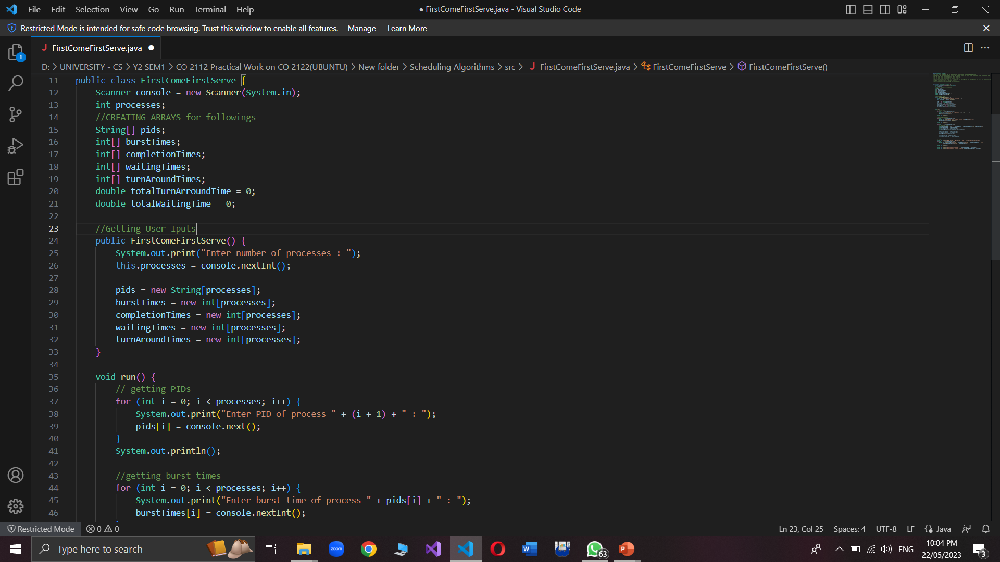 File Edit Selection View Go Run Terminal Help
● FirstComeFirstServe.java - Visual Studio Code
Restricted Mode is intended for safe code browsing. Trust this window to enable all features. Manage Learn More
J FirstComeFirstServe.java ●
1
D: > UNIVERSITY - CS > Y2 SEM1 > CO 2112 Practical Work on CO 2122(UBUNTU) > New folder > Scheduling Algorithms > src > J FirstComeFirstServe.java > FirstComeFirstServe > FirstComeFirstServe()
11 public class FirstComeFirstServe {
12 Scanner console = new Scanner(System.in);
13 int processes;
14 //CREATING ARRAYS for followings
15 String[] pids;
16 int[] burstTimes;
17 int[] completionTimes;
18 int[] waitingTimes;
19 int[] turnAroundTimes;
20 double totalTurnArroundTime = 0;
21 double totalWaitingTime = 0;
22
23 //Getting User Iputs
24 public FirstComeFirstServe() {
25 System.out.print("Enter number of processes : ");
26 this.processes = console.nextInt();
27
28 pids = new String[processes];
29 burstTimes = new int[processes];
30 completionTimes = new int[processes];
31 waitingTimes = new int[processes];
32 turnAroundTimes = new int[processes];
33 }
34
35 void run() {
36 // getting PIDs
37 for (int i = 0; i < processes; i++) {
38 System.out.print("Enter PID of process " + (i + 1) + " : ");
39 pids[i] = console.next();
40 }
41 System.out.println();
42
43 //getting burst times
44 for (int i = 0; i < processes; i++) {
45 System.out.print("Enter burst time of process " + pids[i] + " : ");
46 burstTimes[i] = console.nextInt();
Restricted Mode 0 0 Ln 23, Col 25 Spaces: 4 UTF-8 LF Java
Type here to search
zoom
W
63
P
ENG
10:04 PM
22/05/2023
3